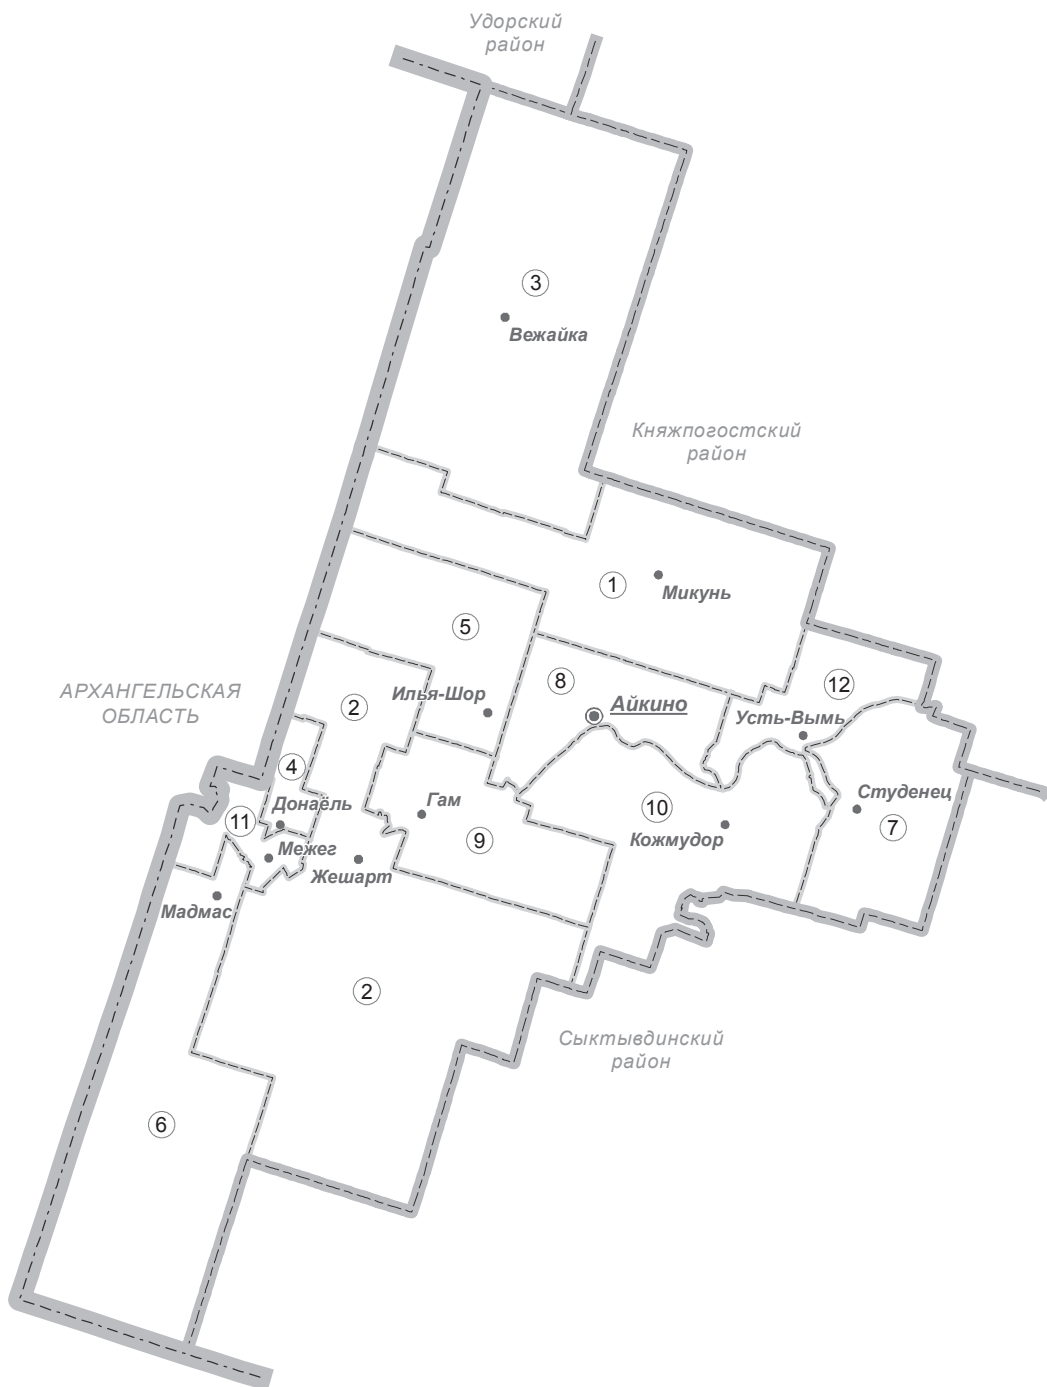 Удорский
район
3
Вежайка
Княжпогостский
район
1
Микунь
5
8
12
АРХАНГЕЛЬСКАЯ
ОБЛАСТЬ
2
Илья-Шор
Айкино
Усть-Вымь
4
Донаёль
11
Гам
10
Студенец
7
Межег
9
Кожмудор
Жешарт
Мадмас
2
Сыктывдинский
район
6